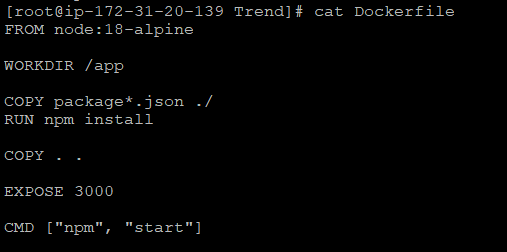 [root@ip-172-31-20-139 Trend]# cat Dockerfile
FROM node:18-alpine
WORKDIR /app
COPY package*.json ./
RUN npm install
COPY . .
EXPOSE 3000
CMD ["npm", "start"]